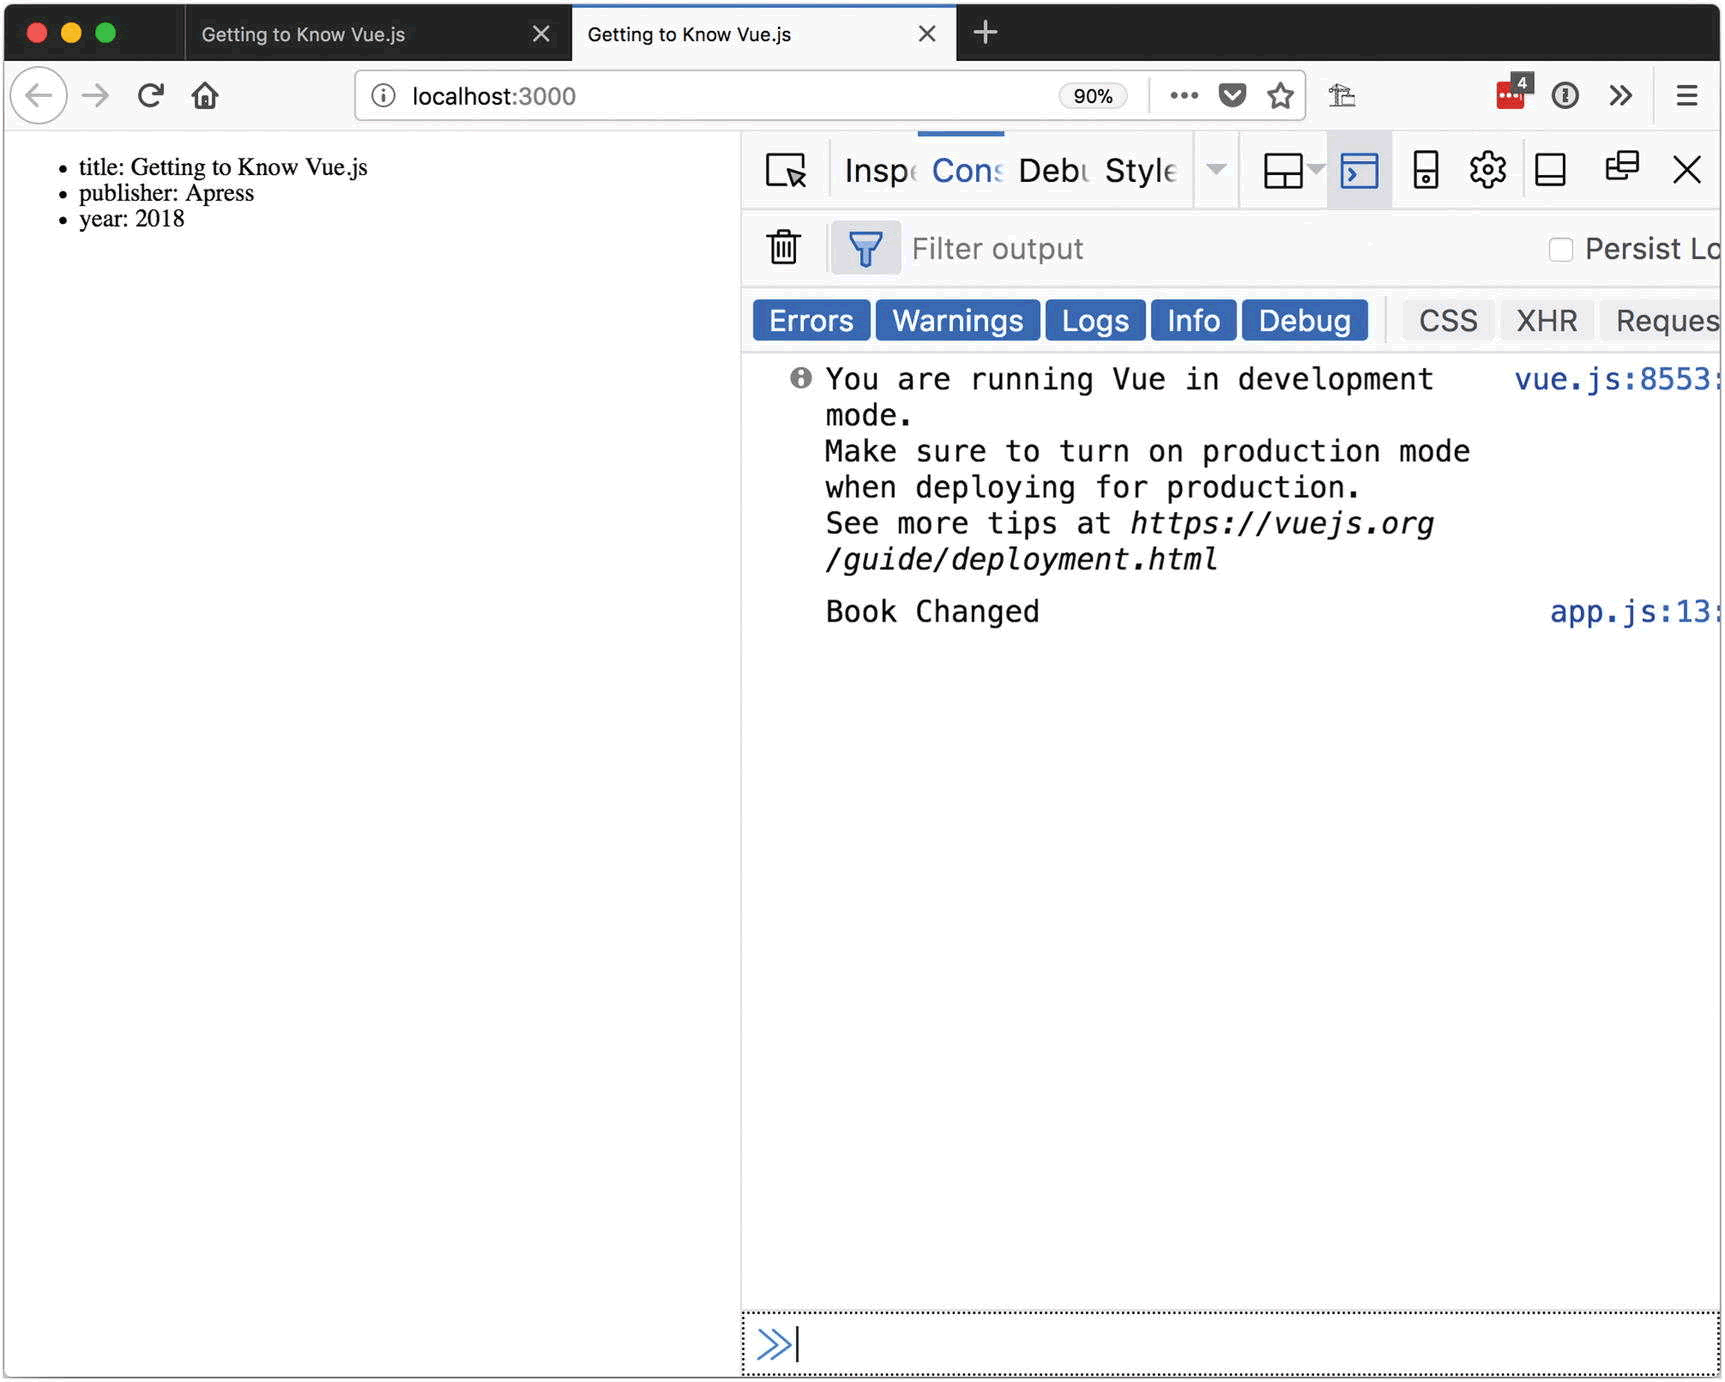 Getting to Know Vue.js
Getting to Know Vue.js
localhost:3000
90%
4
title: Getting to Know Vue.js
publisher: Apress
year: 2018
Inspe Cons Debu Style
Filter output
Persist Lo
Errors Warnings Logs Info Debug CSS XHR Reques
You are running Vue in development vue.js:8553:
mode.
Make sure to turn on production mode
when deploying for production.
See more tips at https://vuejs.org
/guide/deployment.html
Book Changed app.js:13: